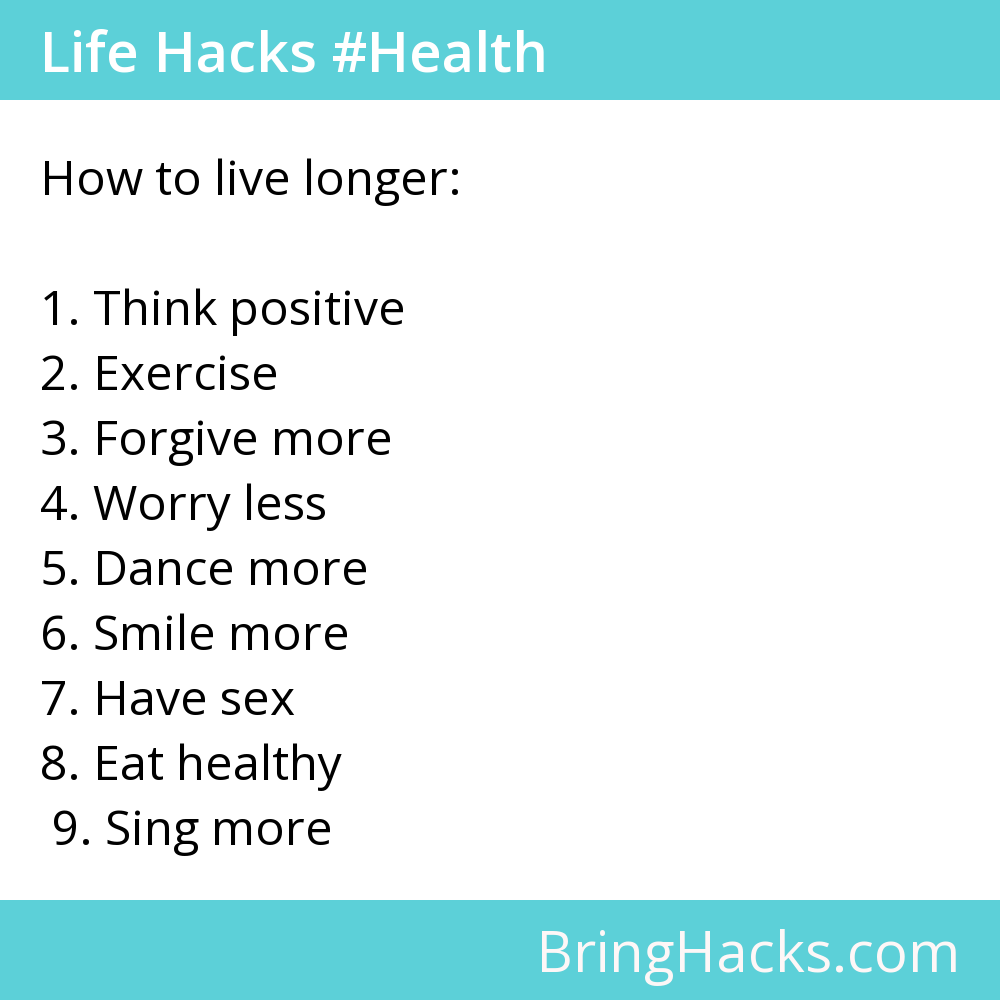 Life Hacks #Health
How to live longer:
1. Think positive
2. Exercise
3. Forgive more
4. Worry less
5. Dance more
6. Smile more
7. Have sex
8. Eat healthy
9. Sing more
BringHacks.com